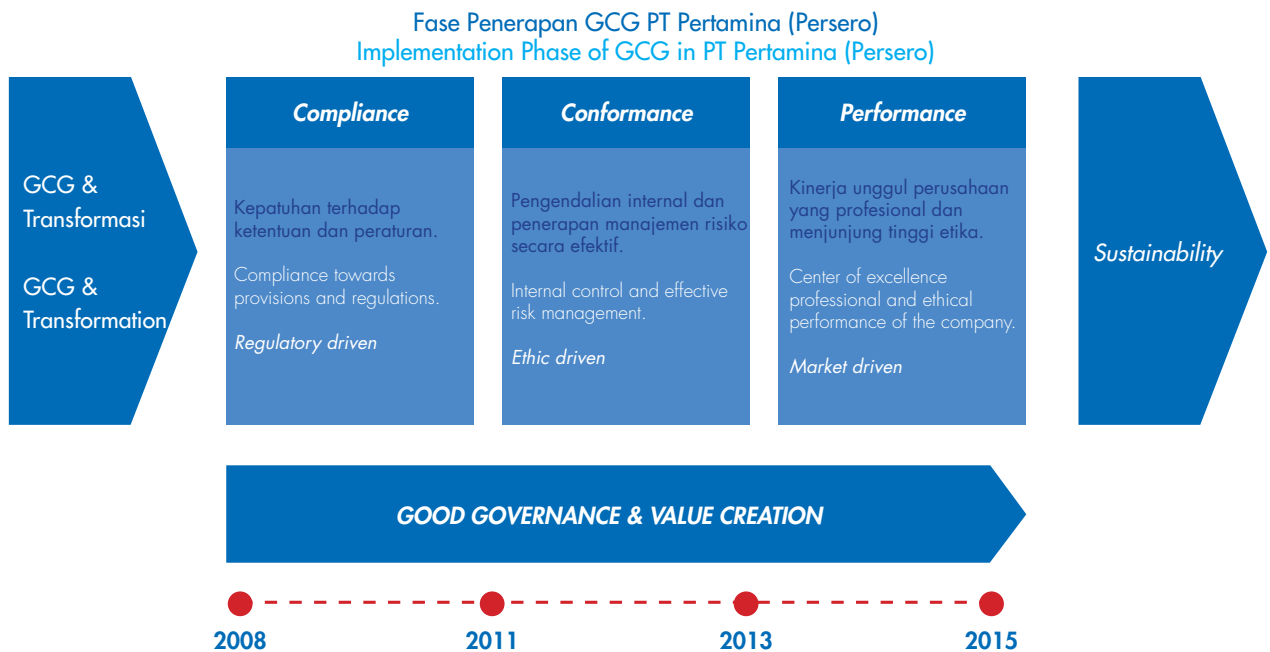 Fase Penerapan GCG PT Pertamina (Persero)
Implementation Phase of GCG in PT Pertamina (Persero)
GCG &
Transformasi
GCG &
Transformation
Compliance
Kepatuhan terhadap
ketentuan dan peraturan.
Compliance towards
provisions and regulations.
Regulatory driven
Conformance
Pengendalian internal dan
penerapan manajemen risiko
secara efektif.
Internal control and effective
risk management.
Ethic driven
Performance
Kinerja unggul perusahaan
yang profesional dan
menjunjung tinggi etika.
Center of excellence
professional and ethical
performance of the company.
Market driven
Sustainability
GOOD GOVERNANCE & VALUE CREATION
2008
2011
2013
2015